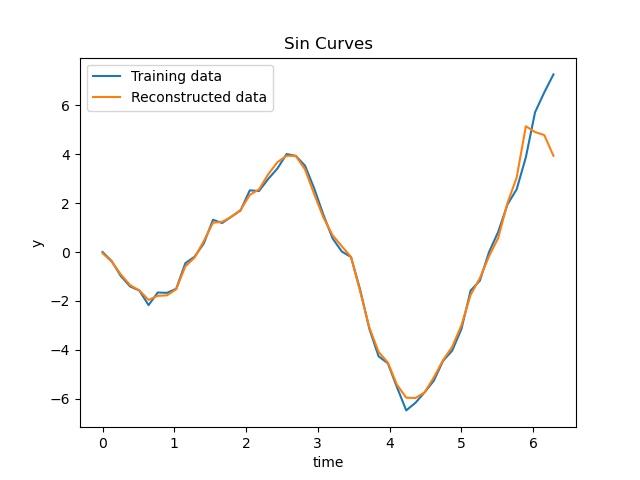 Sin Curves
Training data
Reconstructed data
6
4
2
0
−2
−4
−6
y
0 1 2 3 4 5 6
time